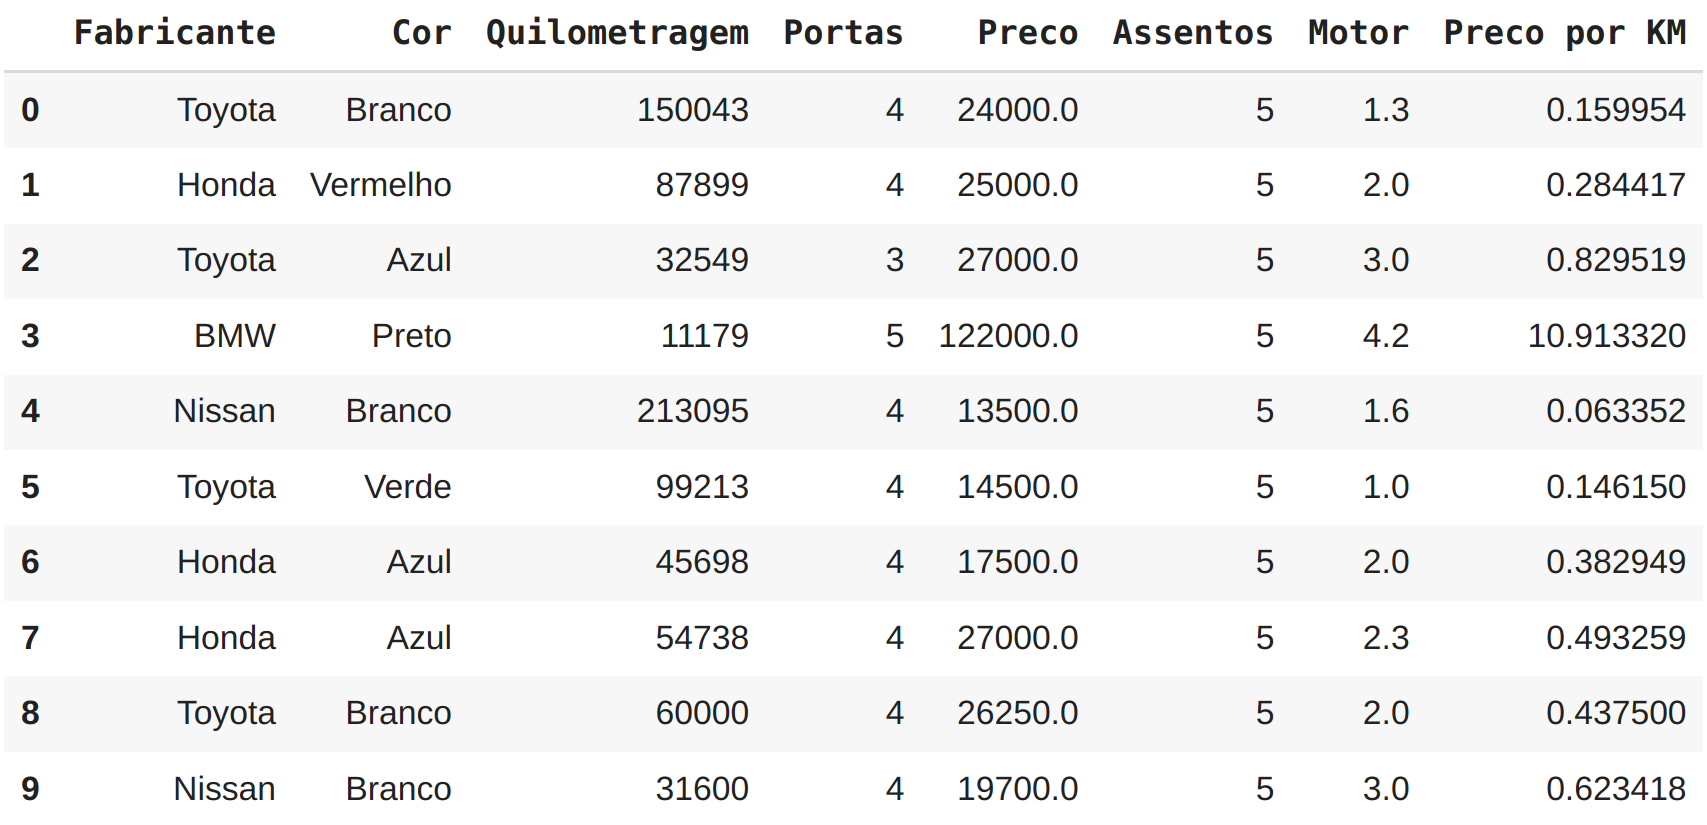 Fabricante Cor Quilometragem Portas Preco Assentos Motor Preco por KM
0 Toyota Branco 150043 4 24000.0 5 1.3 0.159954
1 Honda Vermelho 87899 4 25000.0 5 2.0 0.284417
2 Toyota Azul 32549 3 27000.0 5 3.0 0.829519
3 BMW Preto 11179 5 122000.0 5 4.2 10.913320
4 Nissan Branco 213095 4 13500.0 5 1.6 0.063352
5 Toyota Verde 99213 4 14500.0 5 1.0 0.146150
6 Honda Azul 45698 4 17500.0 5 2.0 0.382949
7 Honda Azul 54738 4 27000.0 5 2.3 0.493259
8 Toyota Branco 60000 4 26250.0 5 2.0 0.437500
9 Nissan Branco 31600 4 19700.0 5 3.0 0.623418